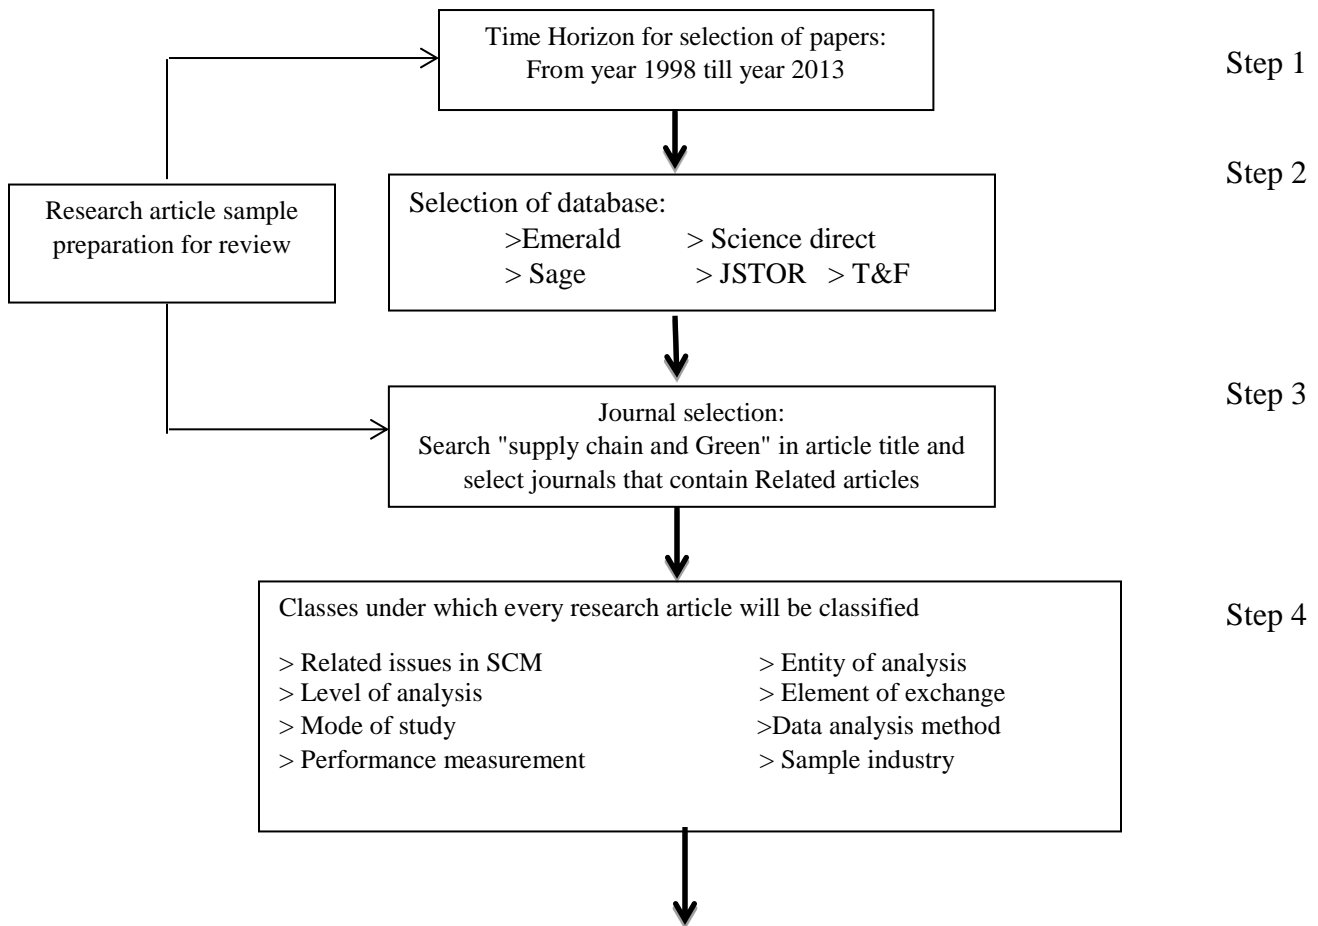 Time Horizon for selection of papers:
From year 1998 till year 2013
Step 1
Research article sample
preparation for review
Selection of database:
>Emerald > Science direct
> Sage > JSTOR > T&F
Step 2
Journal selection:
Search "supply chain and Green" in article title and
select journals that contain Related articles
Step 3
Classes under which every research article will be classified
> Related issues in SCM > Entity of analysis
> Level of analysis > Element of exchange
> Mode of study >Data analysis method
> Performance measurement > Sample industry
Step 4